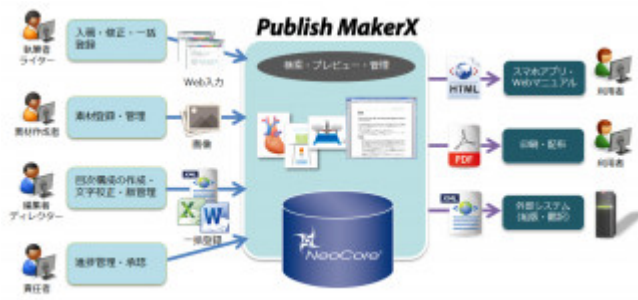 Publish MakerX
入稿・修正・一括
登録
執筆者
ライター
Web入力
検索・プレビュー・管理
HTML
スマホアプリ・
Webマニュアル
利用者
素材登録・管理
素材作成者
画像
PDF
印刷・配布
利用者
目次構成の作成・
文字校正・版管理
編集者
ディレクター
XML
一括登録
XML
外部システム
(組版・翻訳)
NeoCore
進捗管理・承認
責任者